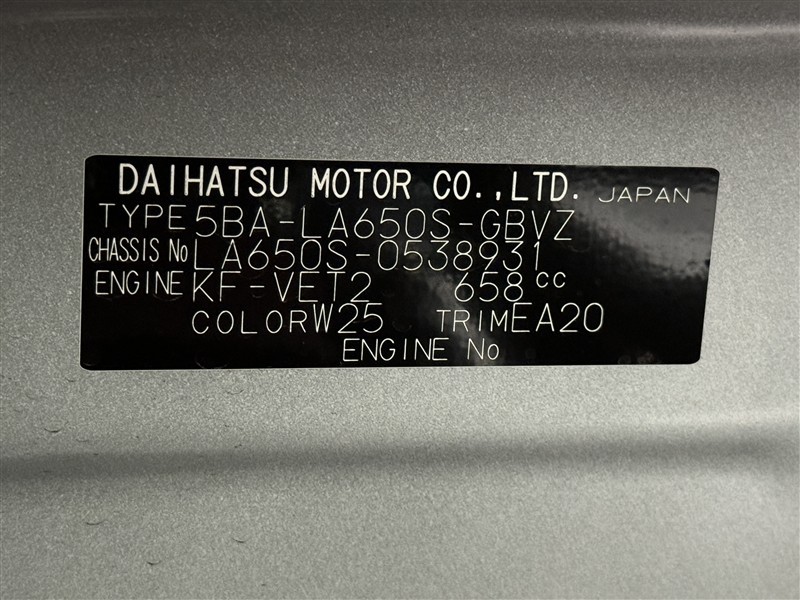 DAIHATSU MOTOR CO.,LTD. JAPAN
TYPE 5BA-LA650S-GBVZ
CHASSIS No LA650S-0538931
ENGINE KF-VET2 658cc
COLOR W25 TRIM EA20
ENGINE No